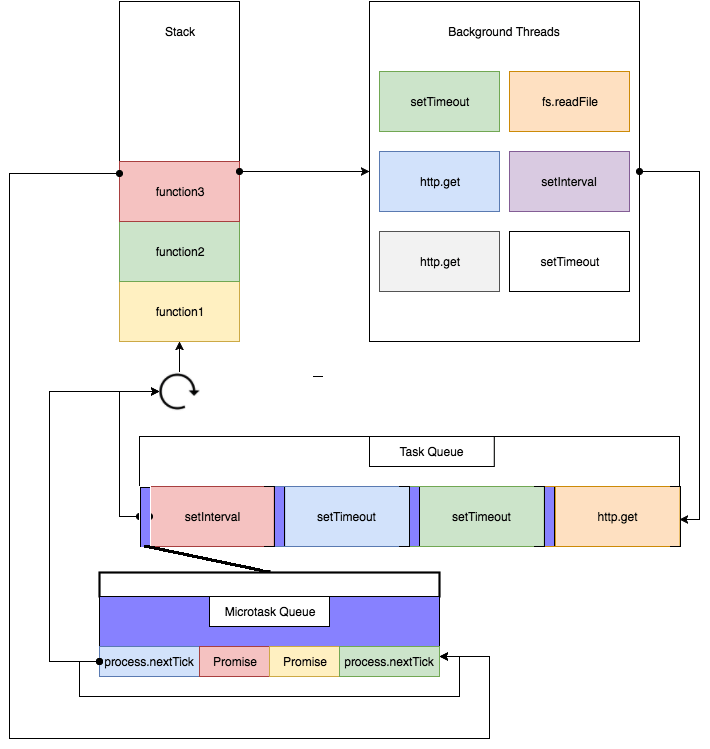 Stack
Background Threads
setTimeout
fs.readFile
http.get
setInterval
http.get
setTimeout
function3
function2
function1
Task Queue
setInterval
setTimeout
setTimeout
http.get
Microtask Queue
process.nextTick
Promise
Promise
process.nextTick